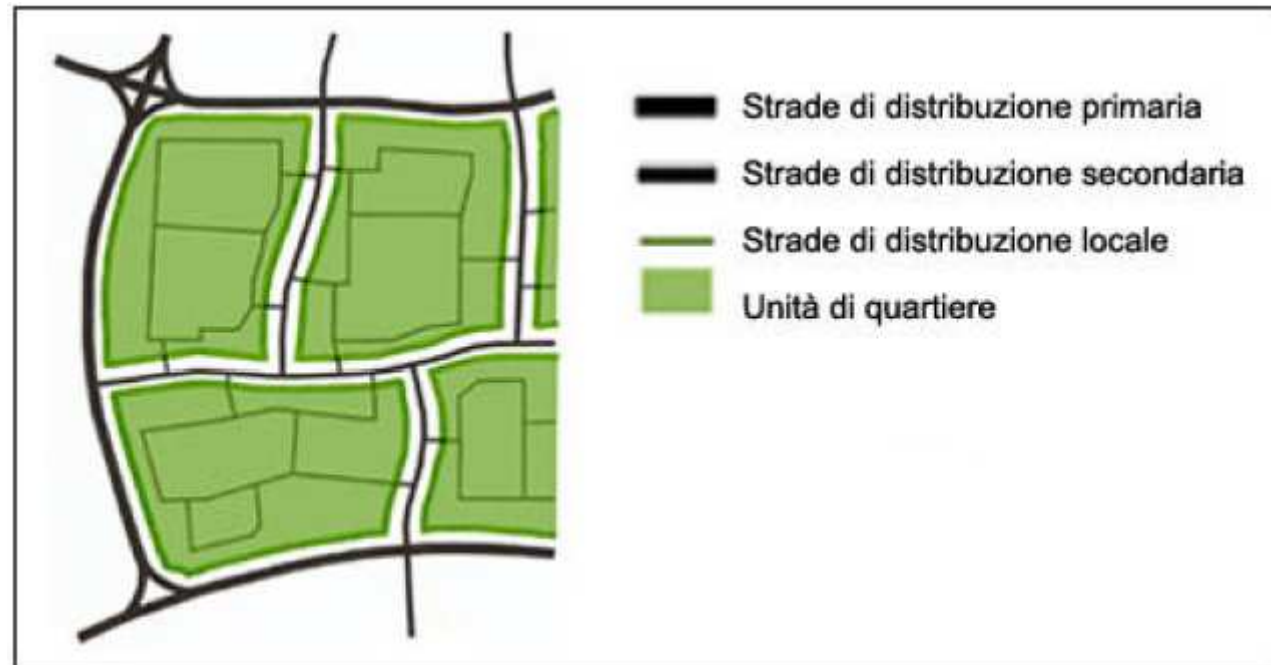 Strade di distribuzione primaria
Strade di distribuzione secondaria
Strade di distribuzione locale
Unità di quartiere